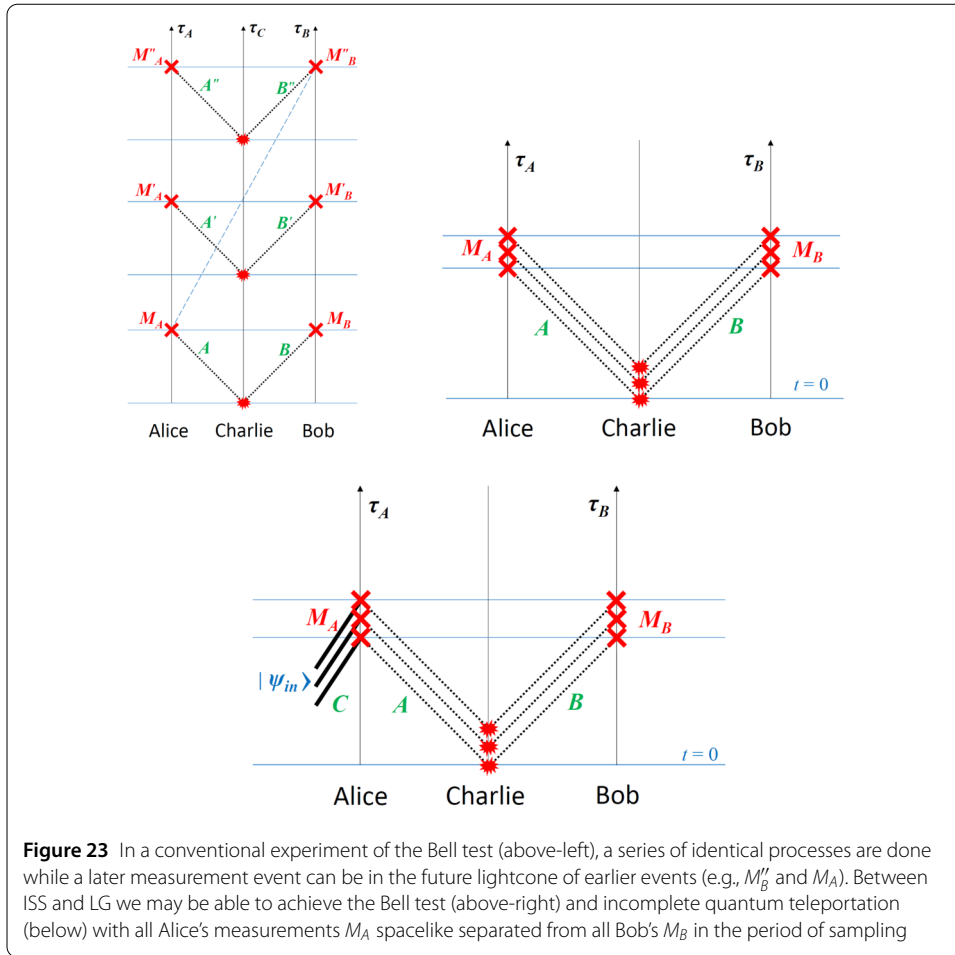 τA τC τB
M"A M"B
A" B"
M'A M'B
A' B'
MA MB
A B
Alice Charlie Bob
τA τB
MA MB
A B
t = 0
Alice Charlie Bob
τA τB
MA MB
| ψin⟩
C A B
t = 0
Alice Charlie Bob
Figure 23 In a conventional experiment of the Bell test (above-left), a series of identical processes are done
while a later measurement event can be in the future lightcone of earlier events (e.g., M″B and MA). Between
ISS and LG we may be able to achieve the Bell test (above-right) and incomplete quantum teleportation
(below) with all Alice's measurements MA spacelike separated from all Bob's MB in the period of sampling